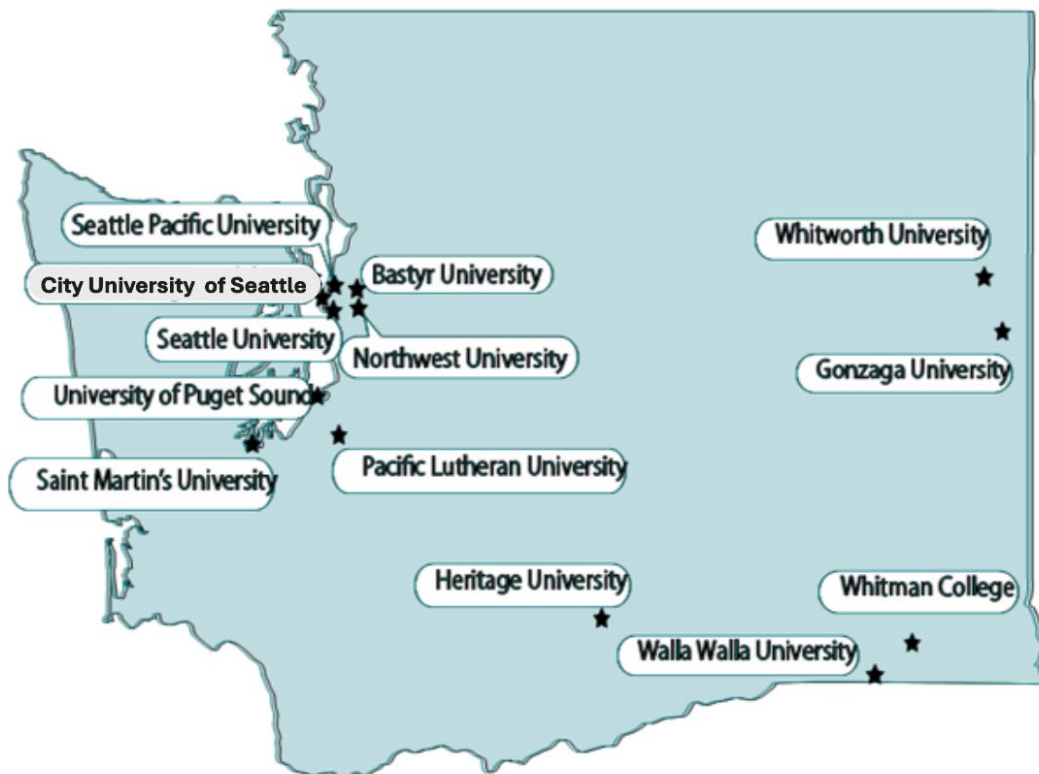 Seattle Pacific University
Whitworth University
Bastyr University
City University of Seattle
Seattle University
Northwest University
Gonzaga University
University of Puget Sound
Pacific Lutheran University
Saint Martin's University
Heritage University
Whitman College
Walla Walla University